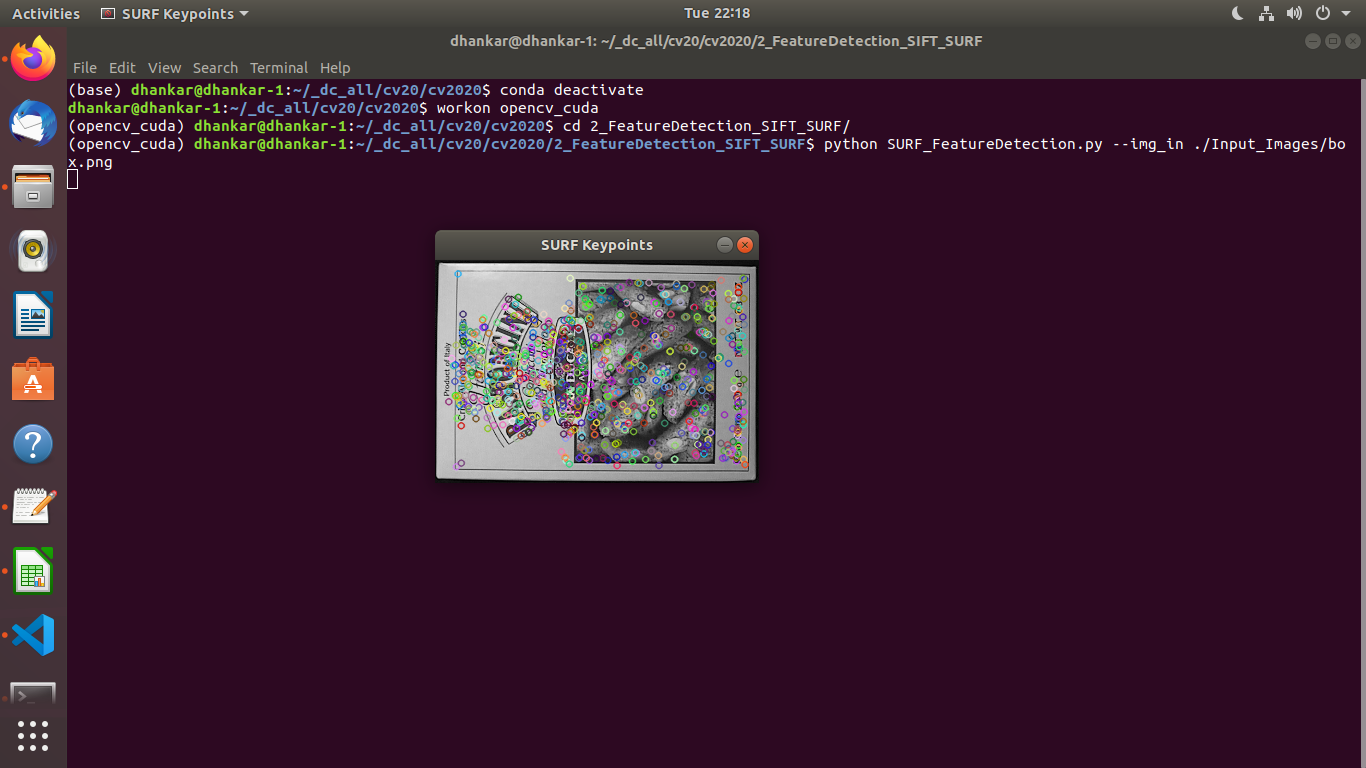 Activities SURF Keypoints Tue 22:18
dhankar@dhankar-1: ~/_dc_all/cv20/cv2020/2_FeatureDetection_SIFT_SURF
File Edit View Search Terminal Help
(base) dhankar@dhankar-1:~/_dc_all/cv20/cv2020$ conda deactivate
dhankar@dhankar-1:~/_dc_all/cv20/cv2020$ workon opencv_cuda
(opencv_cuda) dhankar@dhankar-1:~/_dc_all/cv20/cv2020$ cd 2_FeatureDetection_SIFT_SURF/
(opencv_cuda) dhankar@dhankar-1:~/_dc_all/cv20/cv2020/2_FeatureDetection_SIFT_SURF$ python SURF_FeatureDetection.py --img_in ./Input_Images/bo
x.png
SURF Keypoints
Product of Italy